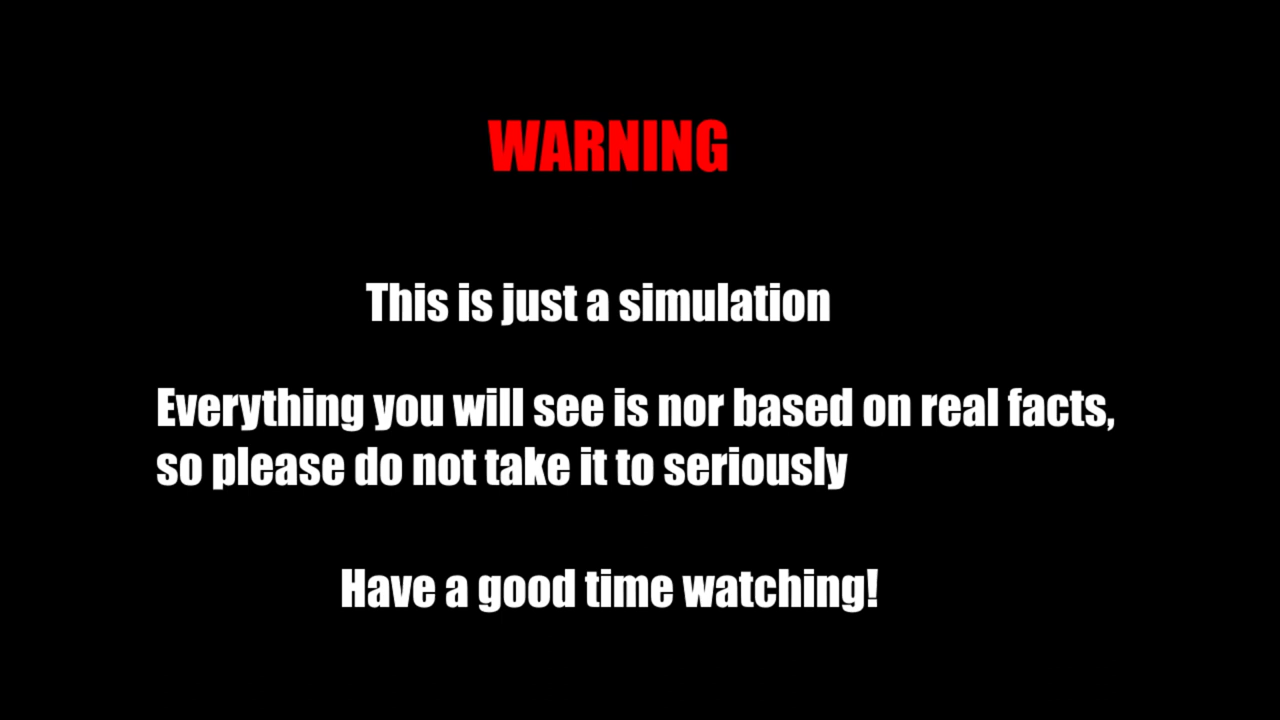 WARNING
This is just a simulation
Everything you will see is nor based on real facts,
so please do not take it to seriously
Have a good time watching!